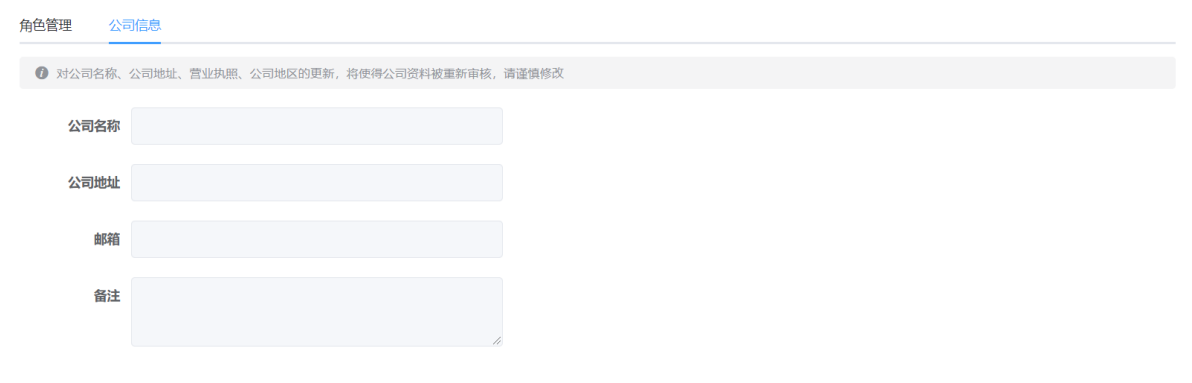 角色管理 公司信息
对公司名称、公司地址、营业执照、公司地区的更新，将使得公司资料被重新审核，请谨慎修改
公司名称
公司地址
邮箱
备注